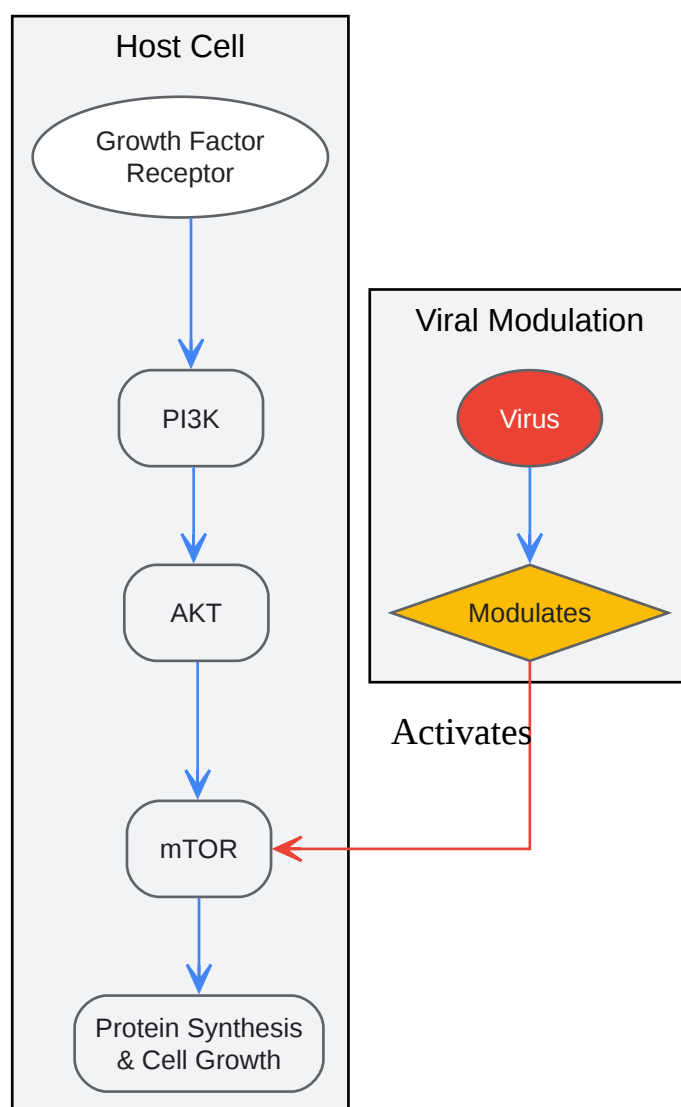 Host Cell
Growth Factor
Receptor
PI3K
AKT
mTOR
Protein Synthesis
& Cell Growth
Viral Modulation
Virus
Modulates
Activates